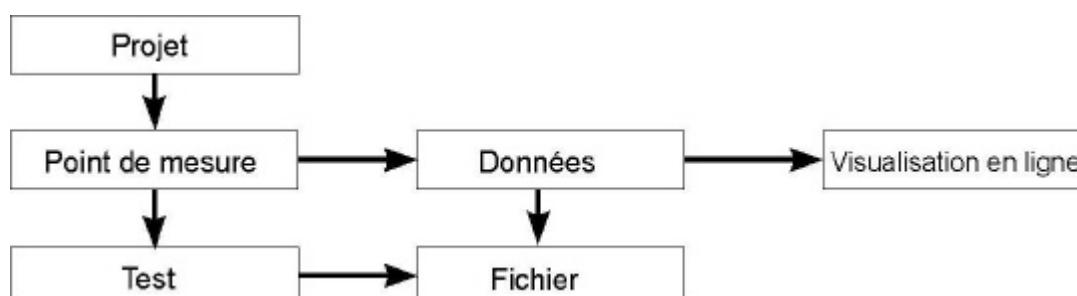 Projet
Point de mesure
Données
Visualisation en ligne
Test
Fichier